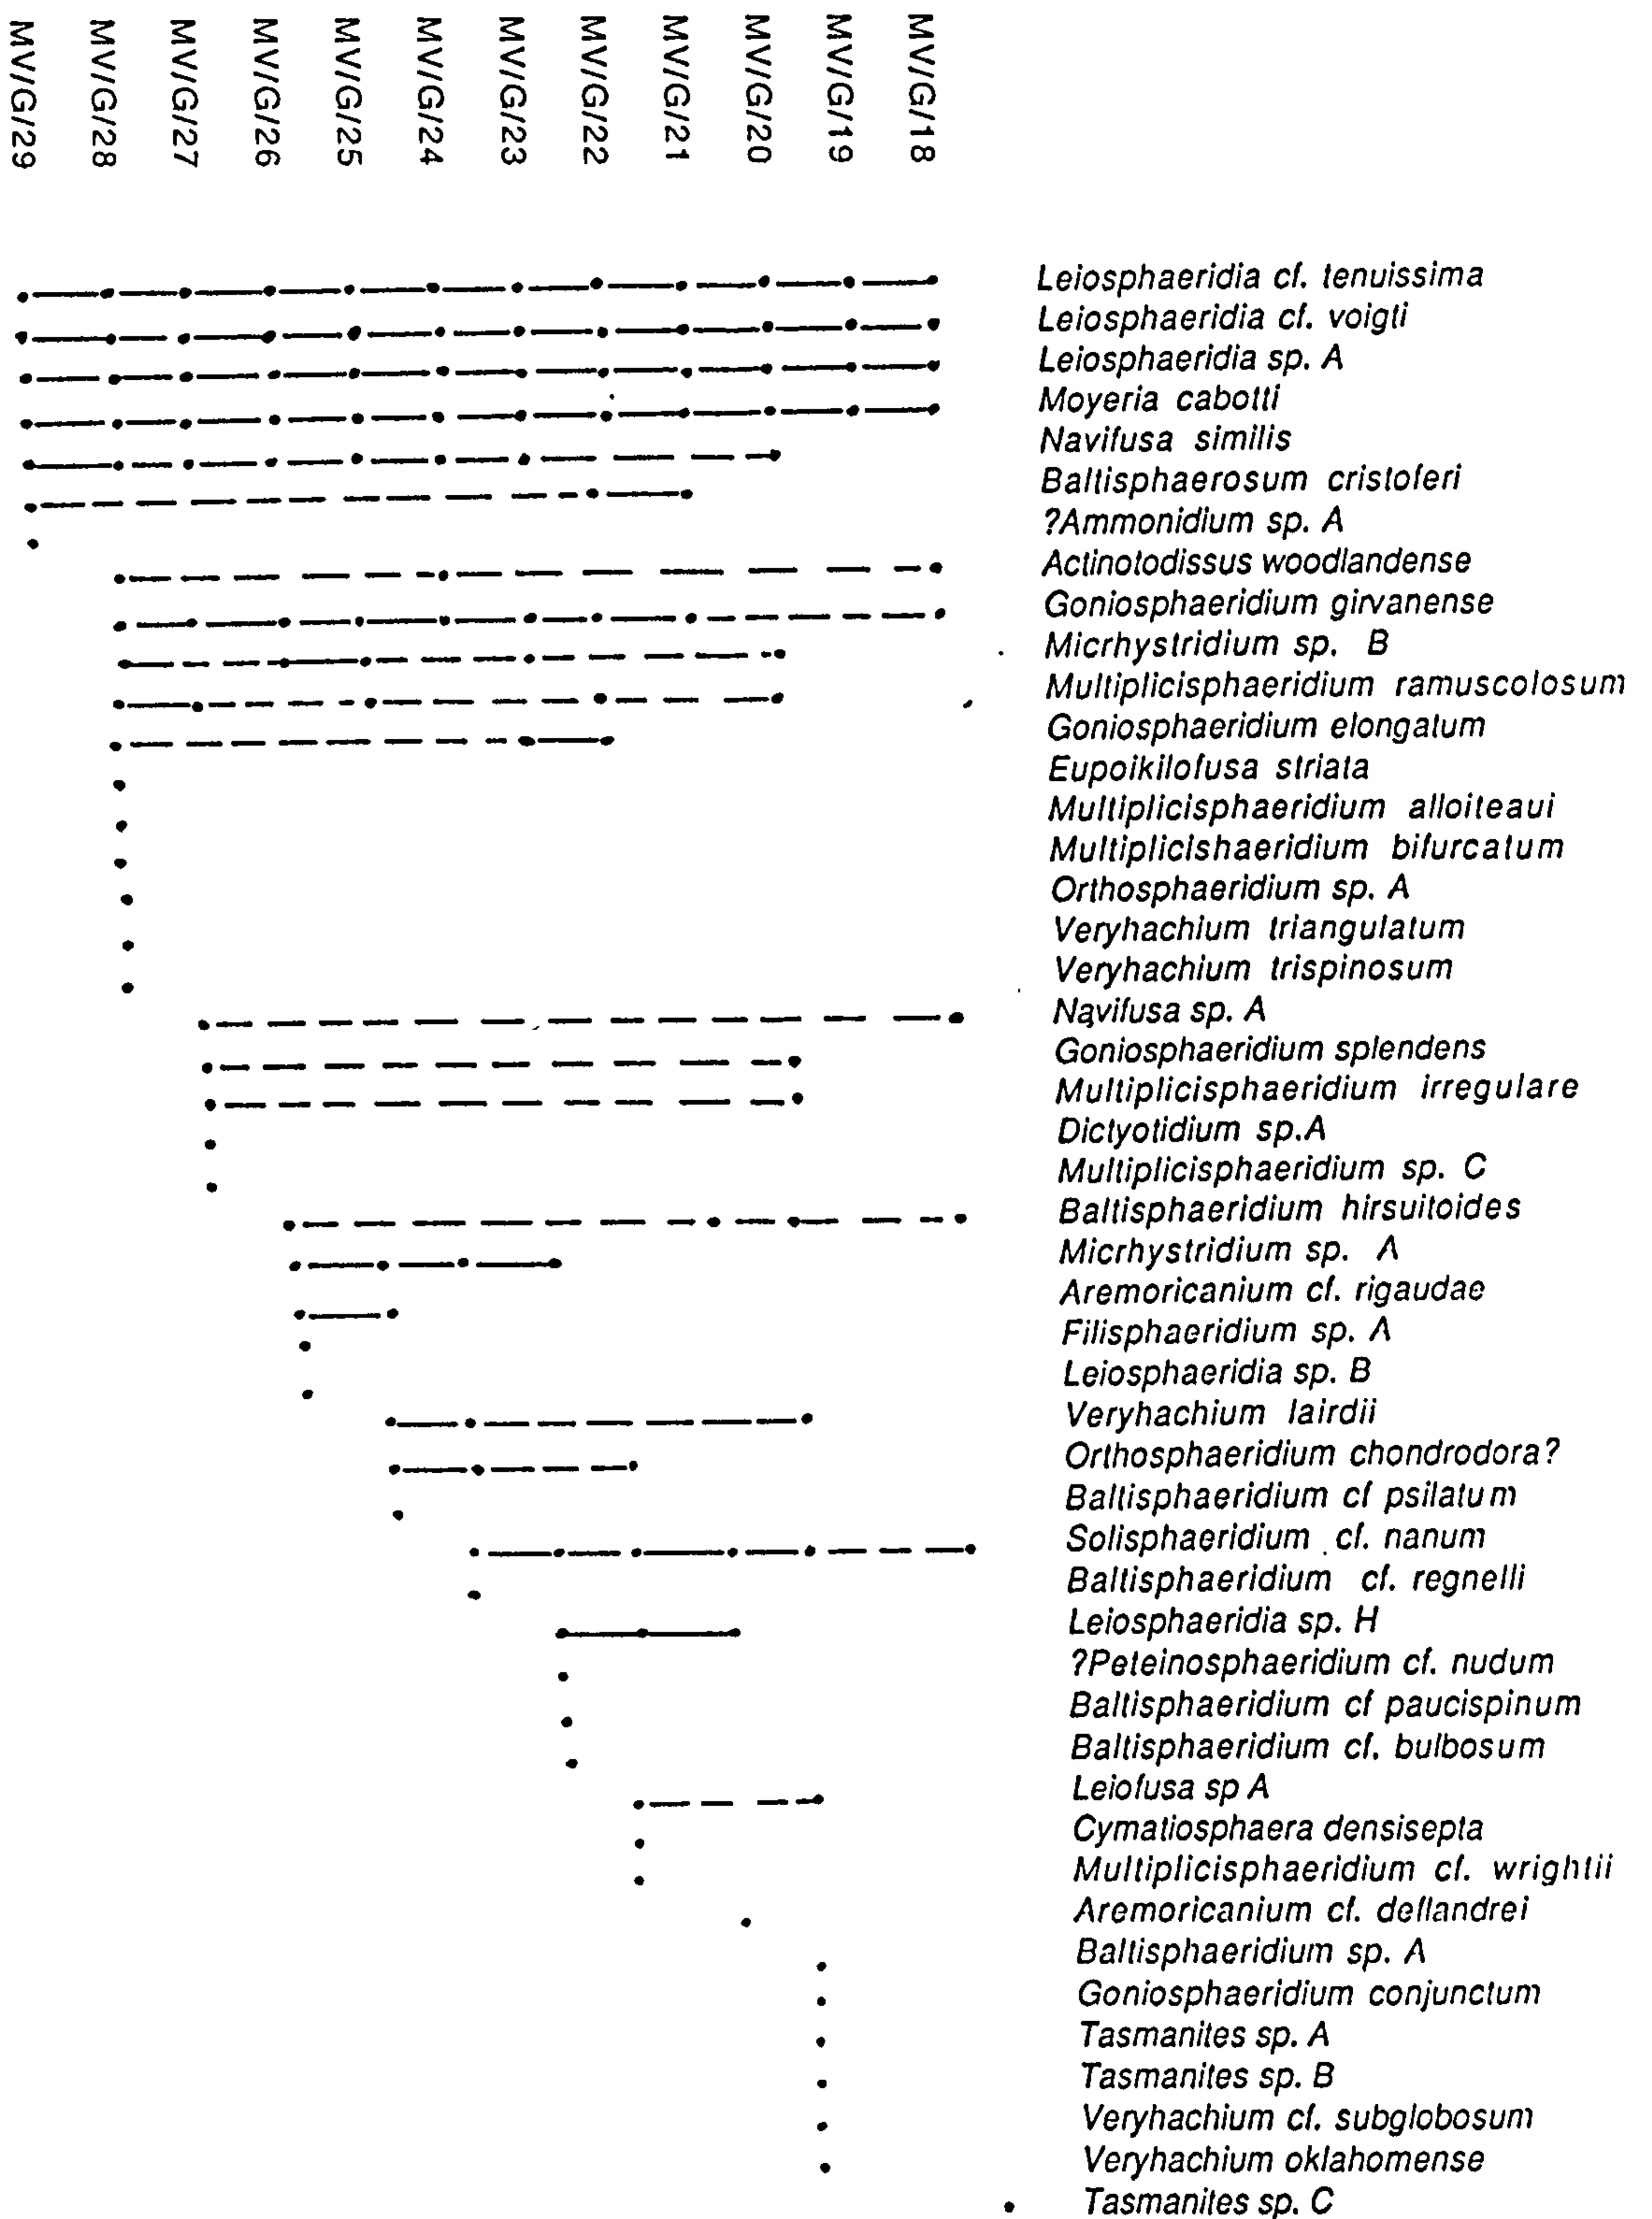 MV/G/29
MV/G/28
MV/G/27
MV/G/26
MV/G/25
MV/G/24
MV/G/23
MV/G/22
MV/G/21
MV/G/20
MV/G/19
MV/G/18
Leiosphaeridia cf. tenuissima
Leiosphaeridia cf. voigti
Leiosphaeridia sp. A
Moyeria cabotti
Navifusa similis
Baltisphaerosum cristoferi
?Ammonidium sp. A
Actinotodissus woodlandense
Goniosphaeridium girvanense
Micrhystridium sp. B
Multiplicisphaeridium ramuscolosum
Goniosphaeridium elongatum
Eupoikilofusa striata
Multiplicisphaeridium alloiteaui
Multiplicishaeridium bifurcatum
Orthosphaeridium sp. A
Veryhachium triangulatum
Veryhachium trispinosum
Navifusa sp. A
Goniosphaeridium splendens
Multiplicisphaeridium irregulare
Dictyotidium sp.A
Multiplicisphaeridium sp. C
Baltisphaeridium hirsuitoides
Micrhystridium sp. A
Aremoricanium cf. rigaudae
Filisphaeridium sp. A
Leiosphaeridia sp. B
Veryhachium lairdii
Orthosphaeridium chondrodora?
Baltisphaeridium cf psilatum
Solisphaeridium cf. nanum
Baltisphaeridium cf. regnelli
Leiosphaeridia sp. H
?Peteinosphaeridium cf. nudum
Baltisphaeridium cf paucispinum
Baltisphaeridium cf. bulbosum
Leiofusa sp A
Cymatiosphaera densisepta
Multiplicisphaeridium cf. wrightii
Aremoricanium cf. deflandrei
Baltisphaeridium sp. A
Goniosphaeridium conjunctum
Tasmanites sp. A
Tasmanites sp. B
Veryhachium cf. subglobosum
Veryhachium oklahomense
Tasmanites sp. C